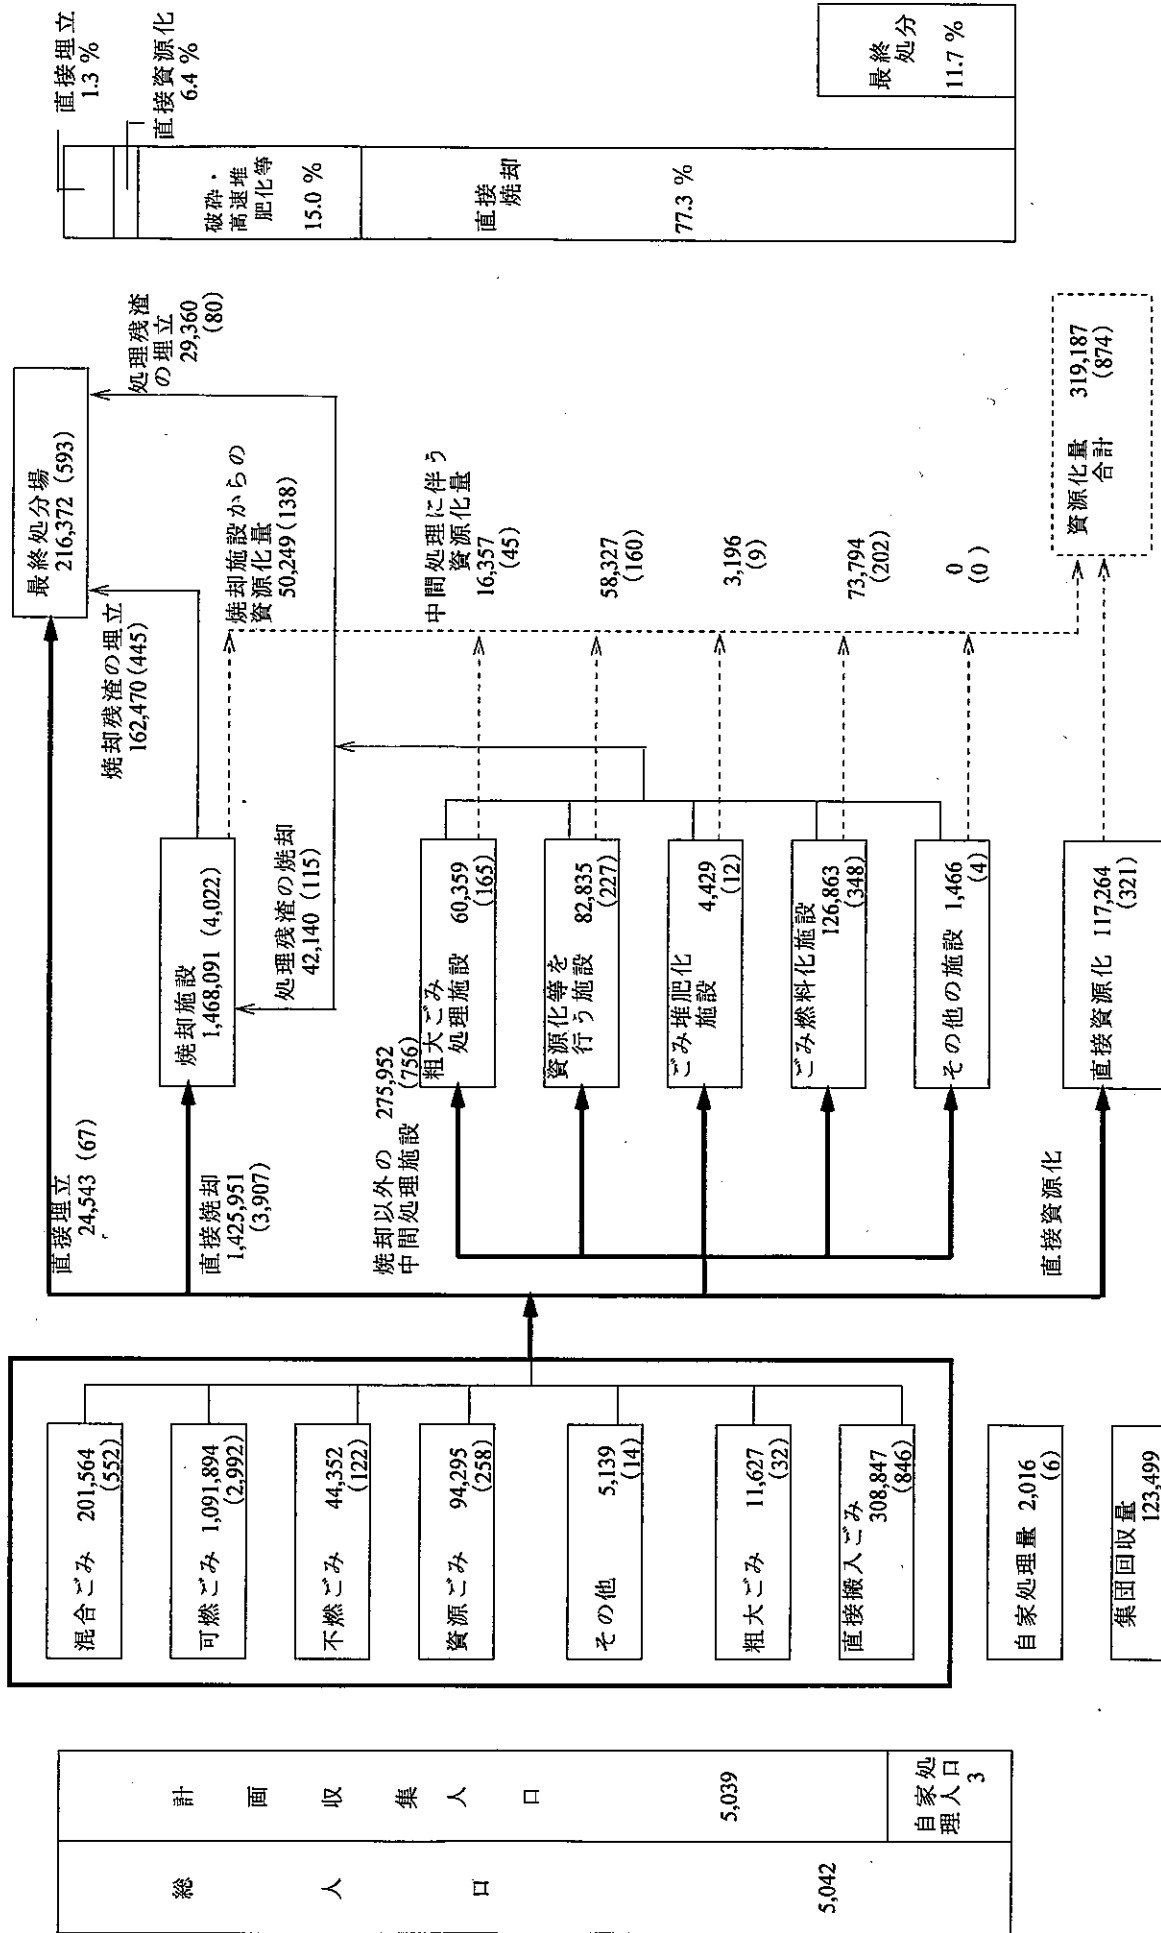 総人口
5,042
計画収集人口
5,039
自家処
理人口
3
混合ごみ 201,564
(552)
可燃ごみ 1,091,894
(2,992)
不燃ごみ 44,352
(122)
資源ごみ 94,295
(258)
その他 5,139
(14)
粗大ごみ 11,627
(32)
直接搬入ごみ
308,847
(846)
自家処理量 2,016
(6)
集団回収量
123,499
直接埋立
24,543 (67)
直接焼却
1,425,951
(3,907)
焼却以外の 275,952
中間処理施設 (756)
直接資源化
焼却施設
1,468,091 (4,022)
処理残渣の焼却
42,140 (115)
粗大ごみ
処理施設 60,359
(165)
資源化等を
行う施設 82,835
(227)
ごみ堆肥化 4,429
施設 (12)
ごみ燃料化施設
126,863
(348)
その他の施設 1,466
(4)
直接資源化 117,264
(321)
焼却残渣の埋立
162,470 (445)
最終処分場
216,372 (593)
処理残渣
の埋立
29,360
(80)
焼却施設からの
資源化量
50,249 (138)
中間処理に伴う
資源化量
16,357
(45)
58,327
(160)
3,196
(9)
73,794
(202)
0
(0)
資源化量 319,187
合計 (874)
直接埋立
1.3 %
直接資源化
6.4 %
破砕・
高速堆
肥化等
15.0 %
直接
焼却
77.3 %
最終
処分
11.7 %